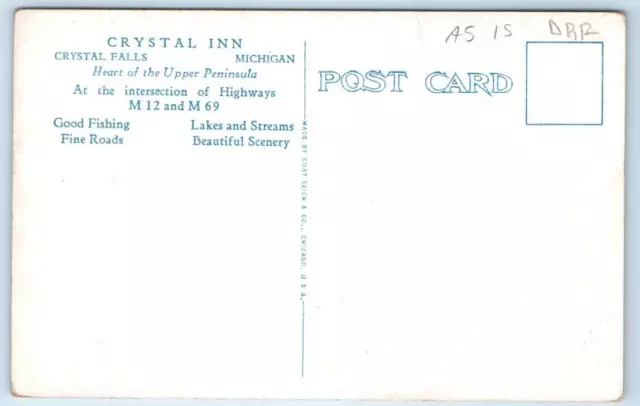 CRYSTAL INN
CRYSTAL FALLS MICHIGAN
Heart of the Upper Peninsula
At the intersection of Highways
M 12 and M 69
Good Fishing Lakes and Streams
Fine Roads Beautiful Scenery
MADE BY CURT TEICH & CO., CHICAGO, U.S.A.
POST CARD
AS IS